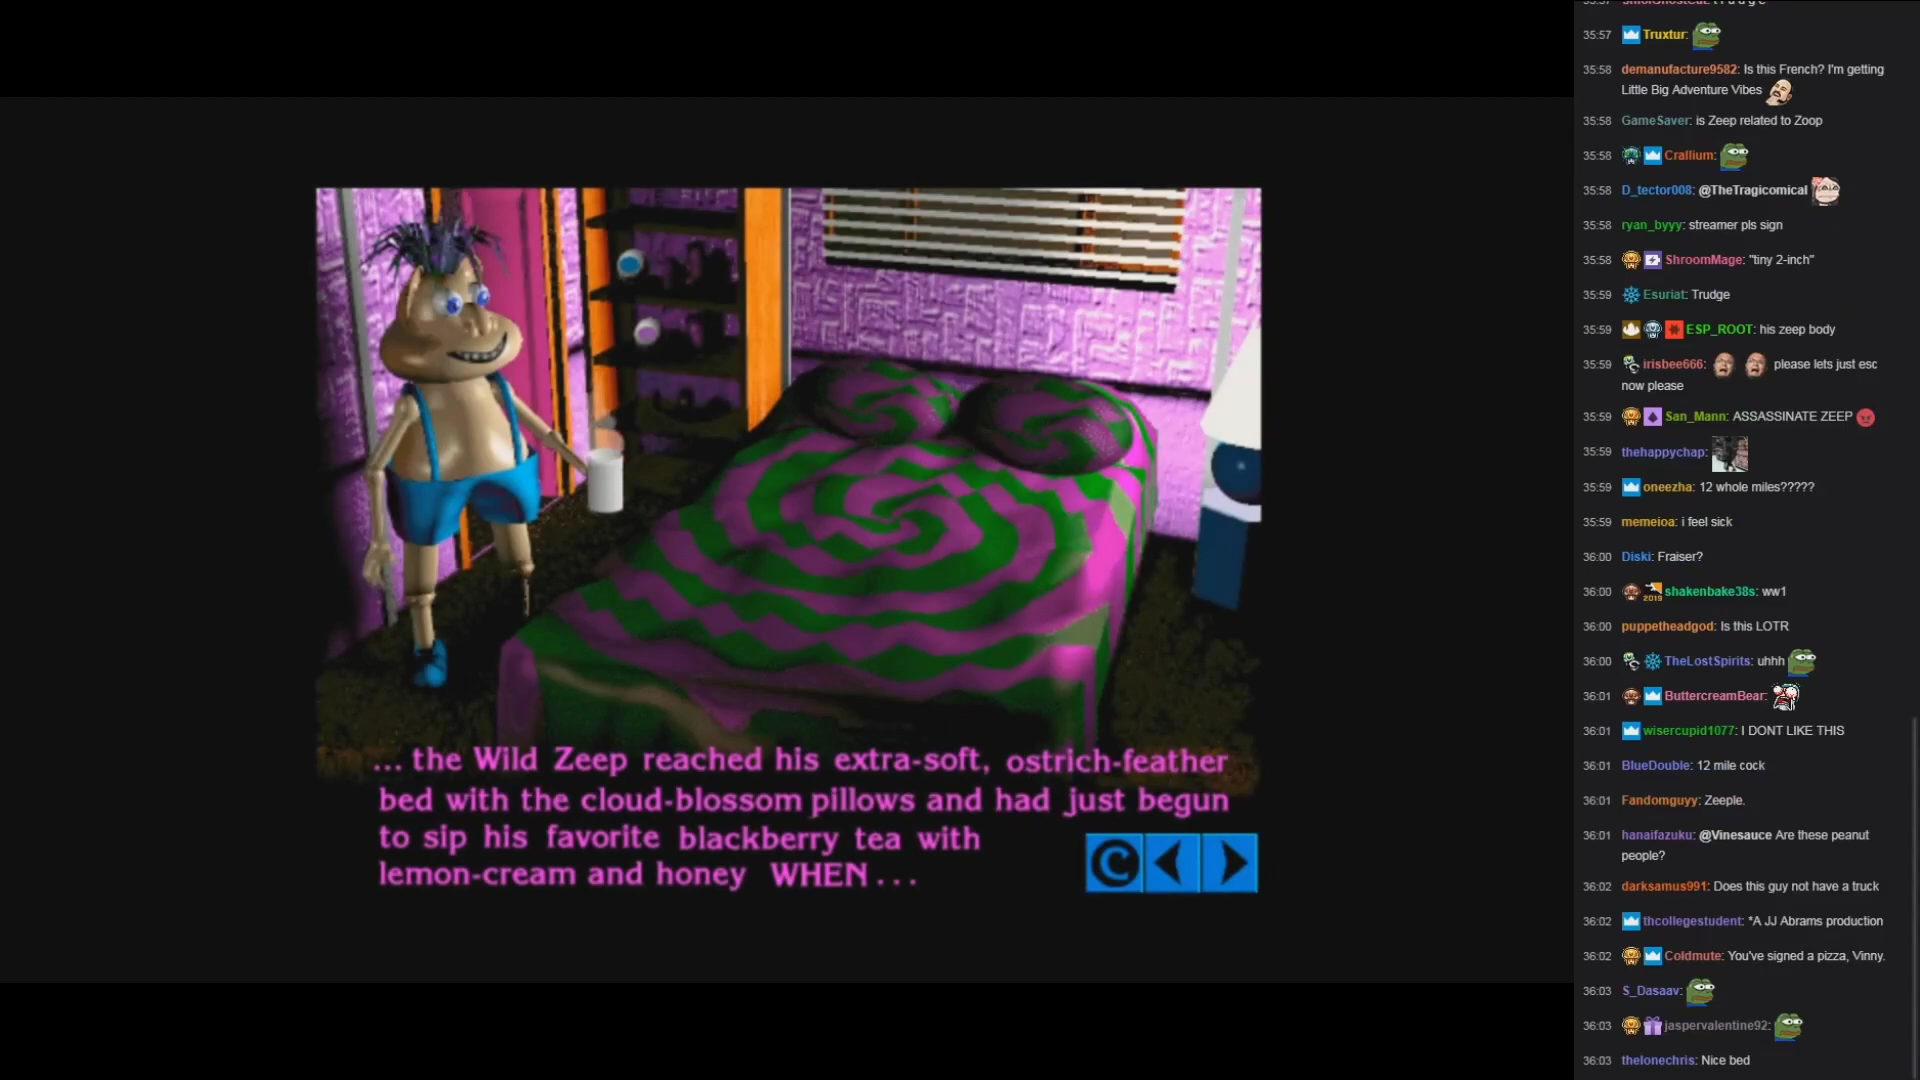 ... the Wild Zeep reached his extra-soft, ostrich-feather
bed with the cloud-blossom pillows and had just begun
to sip his favorite blackberry tea with
lemon-cream and honey WHEN...
C
35:57 Truxtur:
35:58 demanufacture9582: Is this French? I'm getting
Little Big Adventure Vibes
35:58 GameSaver: is Zeep related to Zoop
35:58 Crallium:
35:58 D_tector008: @TheTragicomical
35:58 ryan_byyy: streamer pls sign
35:58 ShroomMage: "tiny 2-inch"
35:59 Esuriat: Trudge
35:59 ESP_ROOT: his zeep body
35:59 irisbee666: please lets just esc
now please
35:59 San_Mann: ASSASSINATE ZEEP
35:59 thehappychap:
35:59 oneezha: 12 whole miles?????
35:59 memeioa: i feel sick
36:00 Diski: Fraiser?
36:00 2019 shakenbake38s: ww1
36:00 puppetheadgod: Is this LOTR
36:00 TheLostSpirits: uhhh
36:01 ButtercreamBear:
36:01 wisercupid1077: I DONT LIKE THIS
36:01 BlueDouble: 12 mile cock
36:01 Fandomguyy: Zeeple.
36:01 hanaifazuku: @Vinesauce Are these peanut
people?
36:02 darksamus991: Does this guy not have a truck
36:02 thcollegestudent: *A JJ Abrams production
36:02 Coldmute: You've signed a pizza, Vinny.
36:03 S_Dasaav:
36:03 jaspervalentine92:
36:03 thelonechris: Nice bed